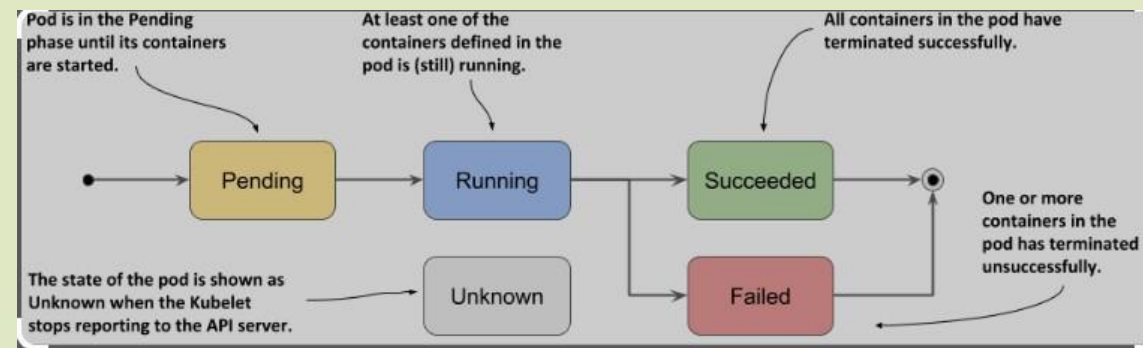 Pod is in the Pending
phase until its containers
are started.
At least one of the
containers defined in the
pod is (still) running.
All containers in the pod have
terminated successfully.
Pending
Running
Succeeded
One or more
containers in the
pod has terminated
unsuccessfully.
The state of the pod is shown as
Unknown when the Kubelet
stops reporting to the API server.
Unknown
Failed